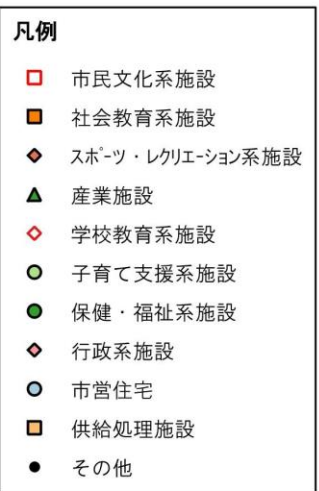 凡例
市民文化系施設
社会教育系施設
スポーツ・レクリエーション系施設
産業施設
学校教育系施設
子育て支援系施設
保健・福祉系施設
行政系施設
市営住宅
供給処理施設
その他